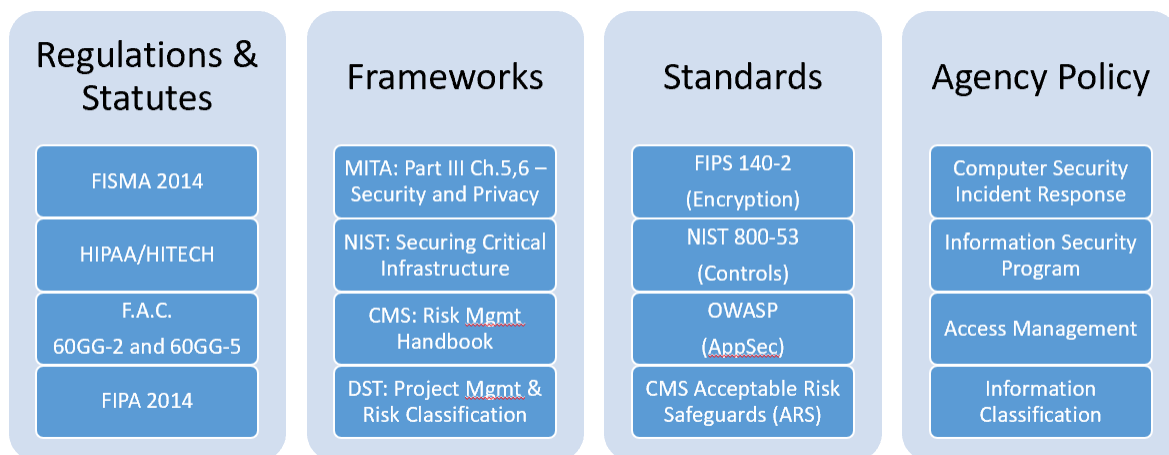 Regulations &
Statutes
FISMA 2014
HIPAA/HITECH
F.A.C.
60GG-2 and 60GG-5
FIPA 2014
Frameworks
MITA: Part III Ch.5,6 –
Security and Privacy
NIST: Securing Critical
Infrastructure
CMS: Risk Mgmt
Handbook
DST: Project Mgmt &
Risk Classification
Standards
FIPS 140-2
(Encryption)
NIST 800-53
(Controls)
OWASP
(AppSec)
CMS Acceptable Risk
Safeguards (ARS)
Agency Policy
Computer Security
Incident Response
Information Security
Program
Access Management
Information
Classification